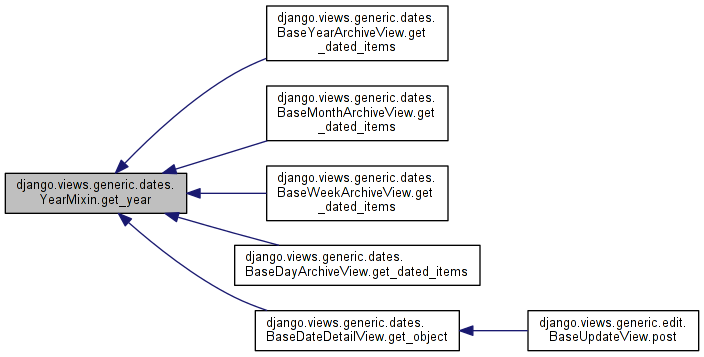 django.views.generic.dates.
BaseYearArchiveView.get
_dated_items
django.views.generic.dates.
BaseMonthArchiveView.get
_dated_items
django.views.generic.dates.
YearMixin.get_year
django.views.generic.dates.
BaseWeekArchiveView.get
_dated_items
django.views.generic.dates.
BaseDayArchiveView.get_dated_items
django.views.generic.dates.
BaseDateDetailView.get_object
django.views.generic.edit.
BaseUpdateView.post